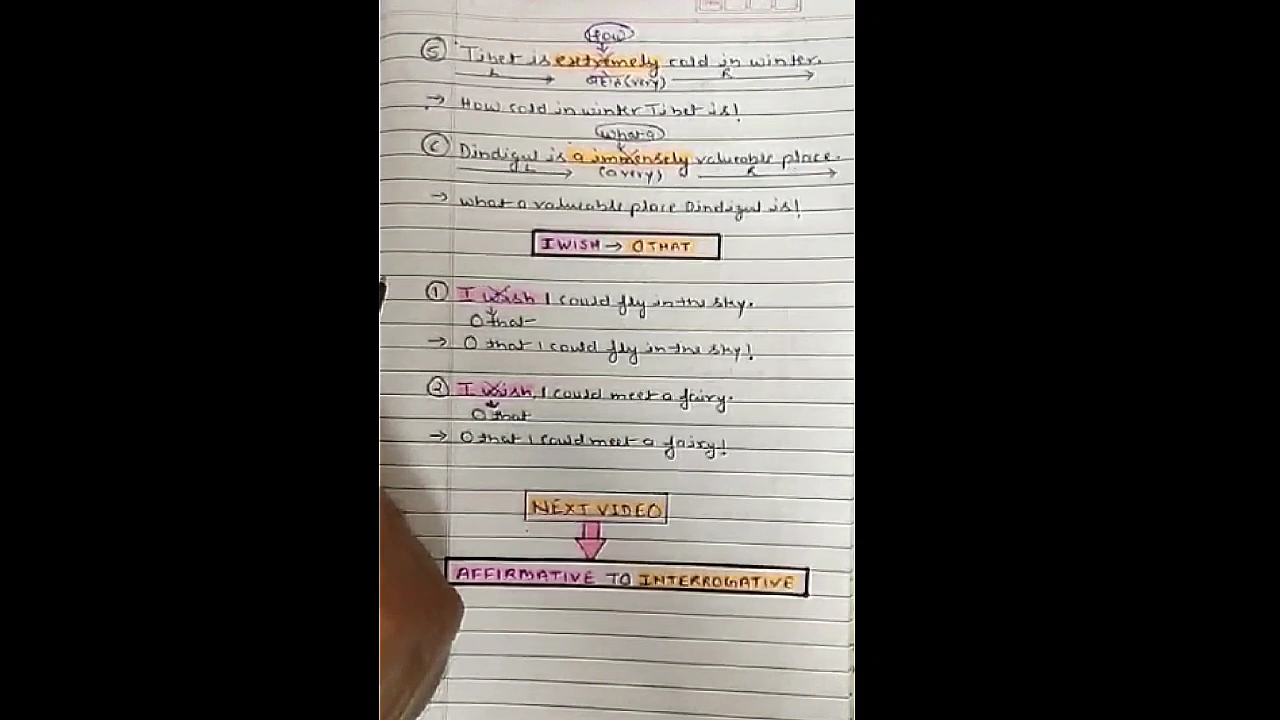 How
⑤ Tibet is extremely cold in winter.
L बहोत (very) R
→ How cold in winter Tibet is!
what a
⑥ Dindigul is a immensely valueable place.
L (a very) R
→ what a valueable place Dindigul is!
I WISH → O THAT
① I wish I could fly in the sky.
O that
→ O that I could fly in the sky!
② I wish, I could meet a fairy.
O that
→ O that I could meet a fairy!
NEXT VIDEO
AFFIRMATIVE TO INTERROGATIVE